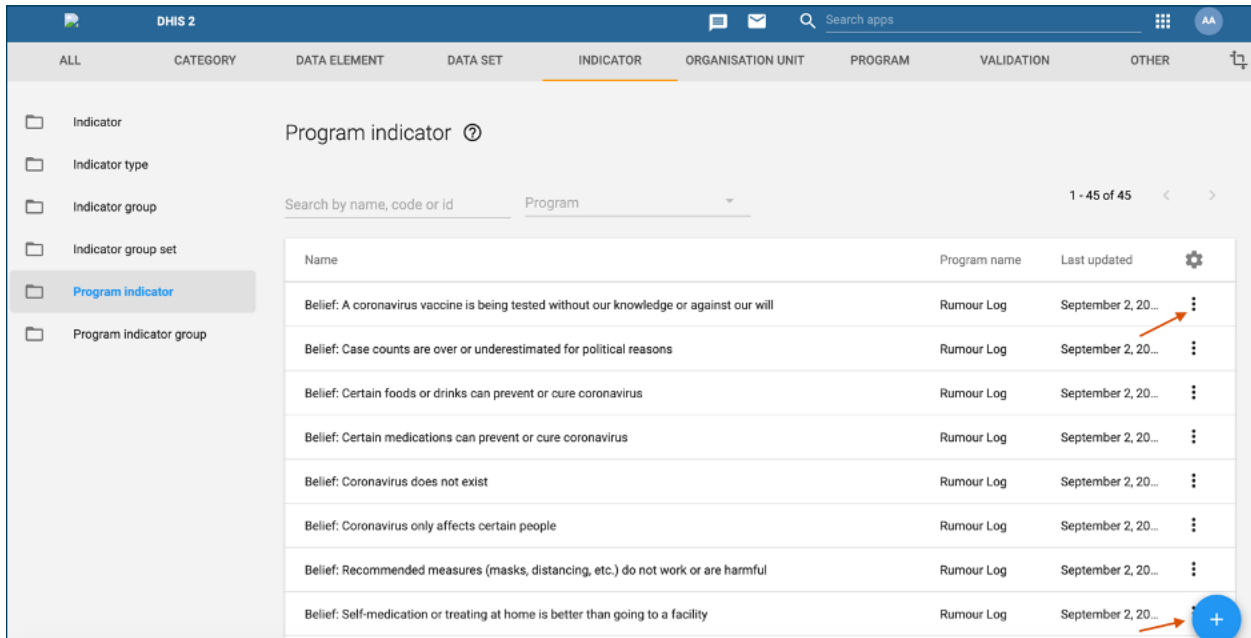 DHIS 2
Search apps
AA
ALL CATEGORY DATA ELEMENT DATA SET INDICATOR ORGANISATION UNIT PROGRAM VALIDATION OTHER
Indicator
Indicator type
Indicator group
Indicator group set
Program indicator
Program indicator group
Program indicator
Search by name, code or id Program 1 - 45 of 45
Name Program name Last updated
Belief: A coronavirus vaccine is being tested without our knowledge or against our will Rumour Log September 2, 20...
Belief: Case counts are over or underestimated for political reasons Rumour Log September 2, 20...
Belief: Certain foods or drinks can prevent or cure coronavirus Rumour Log September 2, 20...
Belief: Certain medications can prevent or cure coronavirus Rumour Log September 2, 20...
Belief: Coronavirus does not exist Rumour Log September 2, 20...
Belief: Coronavirus only affects certain people Rumour Log September 2, 20...
Belief: Recommended measures (masks, distancing, etc.) do not work or are harmful Rumour Log September 2, 20...
Belief: Self-medication or treating at home is better than going to a facility Rumour Log September 2, 20...